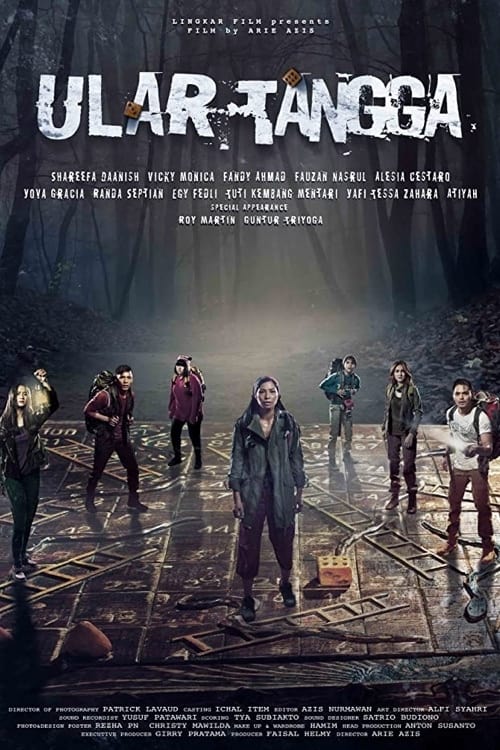 LINGKAR FILM presents
FILM by ARIE AZIS
ULAR TANGGA
SHAREEFA DAANISH VICKY MONICA FANDY AHMAD FAUZAN NASRUL ALESIA CESTARO
YOVA GRACIA RANDA SEPTIAN EGY FEDLI TUTI KEMBANG MENTARI YAFI TESSA ZAHARA ATIYAH
SPECIAL APPEARANCE
ROY MARTIN GUNTUR TRIYOGA
DIRECTOR OF PHOTOGRAPHY PATRICK LAVAUD CASTING ICHAL ITEM EDITOR AZIS NURMAWAN ART DIRECTOR ALFI SYAHRI
SOUND RECORDIST YUSUF PATAWARI SCORING TYA SUBIAKTO SOUND DESIGNER SATRIO BUDIONO
PHOTO&DESIGN POSTER REZHA PN CHRISTY MAWILDA MAKE UP & WARDROBE HAMIM HEAD PRODUCTION ANTON SUSANTO
EXECUTIVE PRODUCER GIRRY PRATAMA PRODUCER FAISAL HELMY DIRECTOR ARIE AZIS